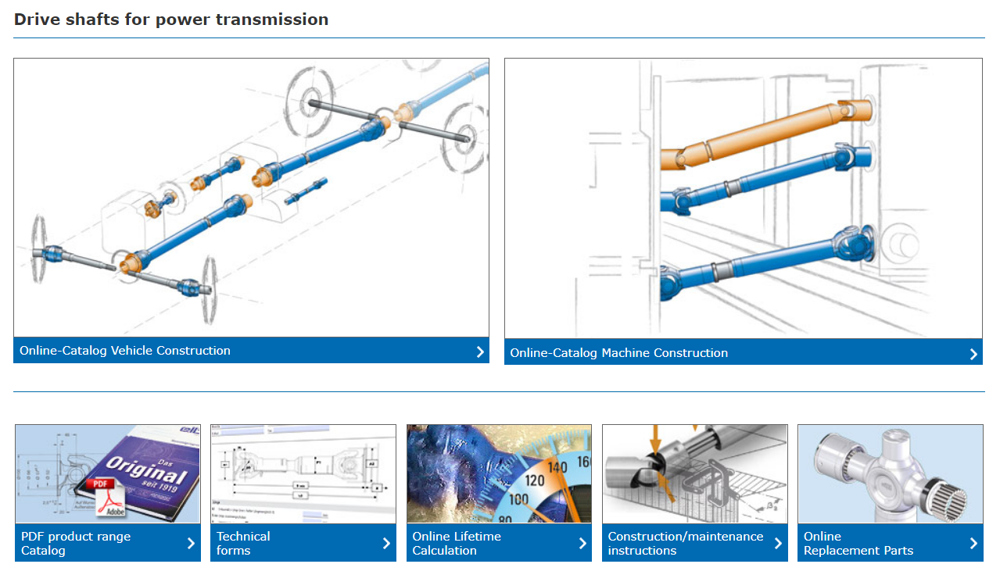 Drive shafts for power transmission
Online-Catalog Vehicle Construction
Online-Catalog Machine Construction
Das
Original
seit 1919
PDF
Adobe
80
100
120
140
160
PDF product range
Catalog
Technical
forms
Online Lifetime
Calculation
Construction/maintenance
instructions
Online
Replacement Parts